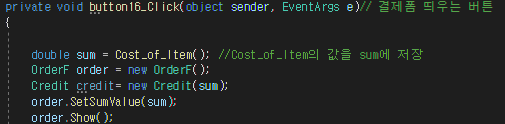 private void button16_Click(object sender, EventArgs e)// 결제폼 띄우는 버튼
{
double sum = Cost_of_Item(); //Cost_of_Item의 값을 sum에 저장
OrderF order = new OrderF();
Credit credit= new Credit(sum);
order.SetSumValue(sum);
order.Show();